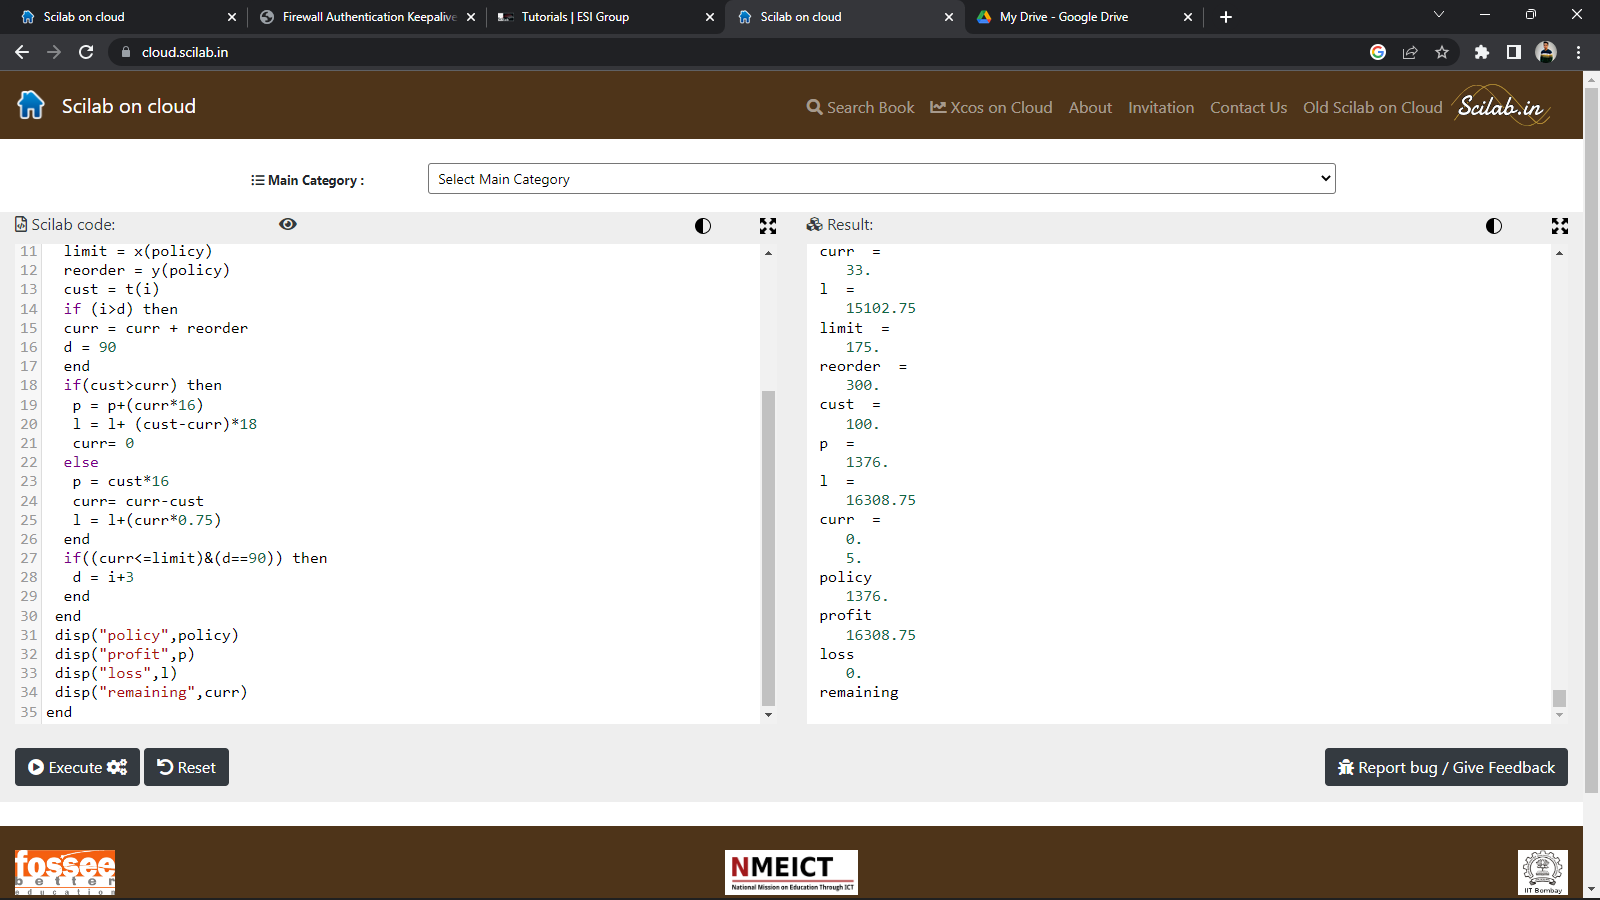 Scilab on cloud
Firewall Authentication Keepalive
Tutorials | ESI Group
Scilab on cloud
My Drive - Google Drive
cloud.scilab.in
Scilab on cloud
Search Book
Xcos on Cloud
About
Invitation
Contact Us
Old Scilab on Cloud
Scilab.in
Main Category :
Select Main Category
Scilab code:
11 limit = x(policy)
12 reorder = y(policy)
13 cust = t(i)
14 if (i>d) then
15 curr = curr + reorder
16 d = 90
17 end
18 if(cust>curr) then
19 p = p+(curr*16)
20 l = l+ (cust-curr)*18
21 curr= 0
22 else
23 p = cust*16
24 curr= curr-cust
25 l = l+(curr*0.75)
26 end
27 if((curr<=limit)&(d==90)) then
28 d = i+3
29 end
30 end
31 disp("policy",policy)
32 disp("profit",p)
33 disp("loss",l)
34 disp("remaining",curr)
35 end
Result:
curr =
33.
l =
15102.75
limit =
175.
reorder =
300.
cust =
100.
p =
1376.
l =
16308.75
curr =
0.
5.
policy
1376.
profit
16308.75
loss
0.
remaining
Execute
Reset
Report bug / Give Feedback
fossee
better
education
NMEICT
National Mission on Education Through ICT
IIT Bombay